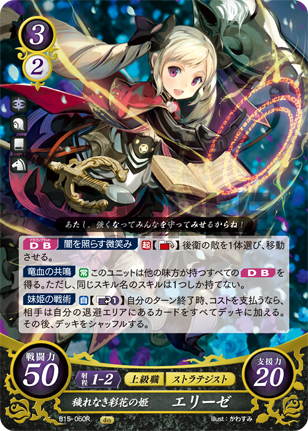 3
2
あたし、強くなってみんなを守ってみせるからね！
DB 闇を照らす微笑み 起【】後衛の敵を1体選び、移動させる。
竜血の共鳴 常 このユニットは他の味方が持つすべてのDBを得る。ただし、同じスキル名のスキルは1つしか持てない。
妹姫の戦術 自【】自分のターン終了時、コストを支払うなら、相手は自分の退避エリアにあるカードをすべてデッキに加える。その後、デッキをシャッフルする。
戦闘力
50
射程 1-2
上級職
ストラテジスト
支援力
20
穢れなき彩花の姫 エリーゼ
B15-060R
Illust：かわすみ